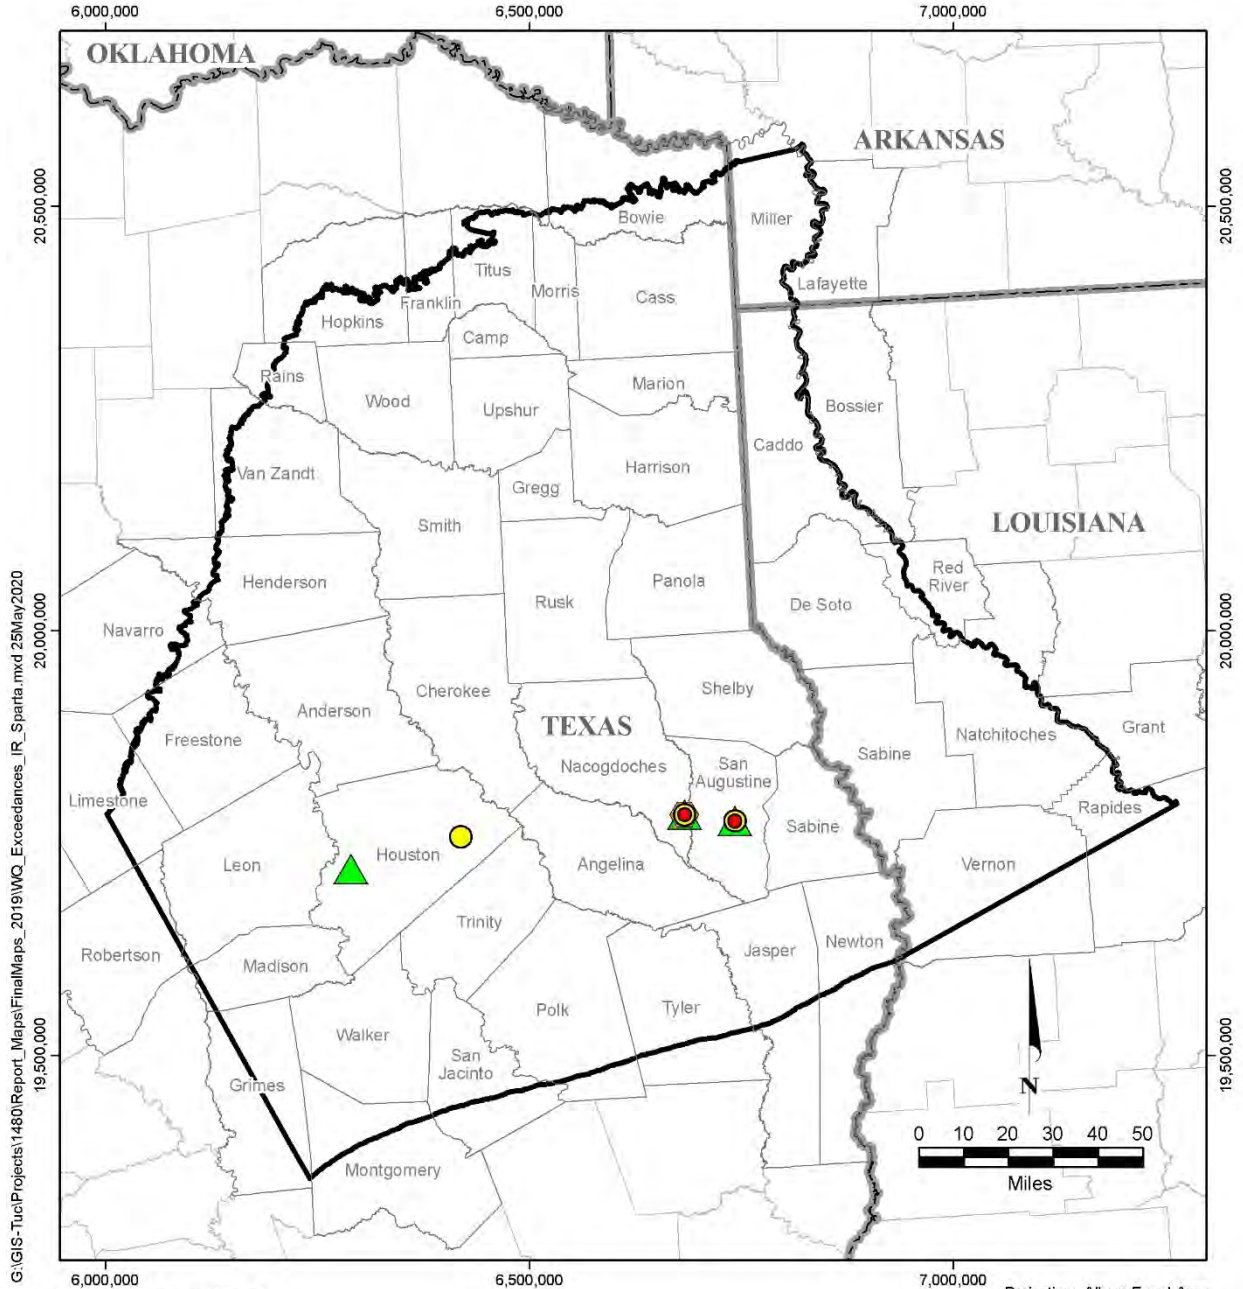 6,000,000
6,500,000
7,000,000
OKLAHOMA
ARKANSAS
20,500,000
20,500,000
Bowie
Miller
Titus
Lafayette
Franklin
Morris
Cass
Hopkins
Camp
Rains
Marion
Wood
Upshur
Bossier
Caddo
Van Zandt
Harrison
Gregg
Smith
LOUISIANA
Henderson
Panola
Red
River
Rusk
De Soto
Navarro
20,000,000
20,000,000
Cherokee
Shelby
Anderson
TEXAS
Freestone
Nacogdoches
San
Augustine
Sabine
Natchitoches
Grant
Limestone
Rapides
Houston
Sabine
Leon
Angelina
Vernon
Trinity
Robertson
Madison
Jasper
Newton
Polk
Tyler
Walker
San
Jacinto
19,500,000
19,500,000
Grimes
N
0 10 20 30 40 50
Miles
Montgomery
G:\GIS-Tuc\Projects\1480\Report_Maps\FinalMaps_2019\WQ_Exceedances_IR_Sparta.mxd 25May2020
6,000,000
6,500,000
7,000,000